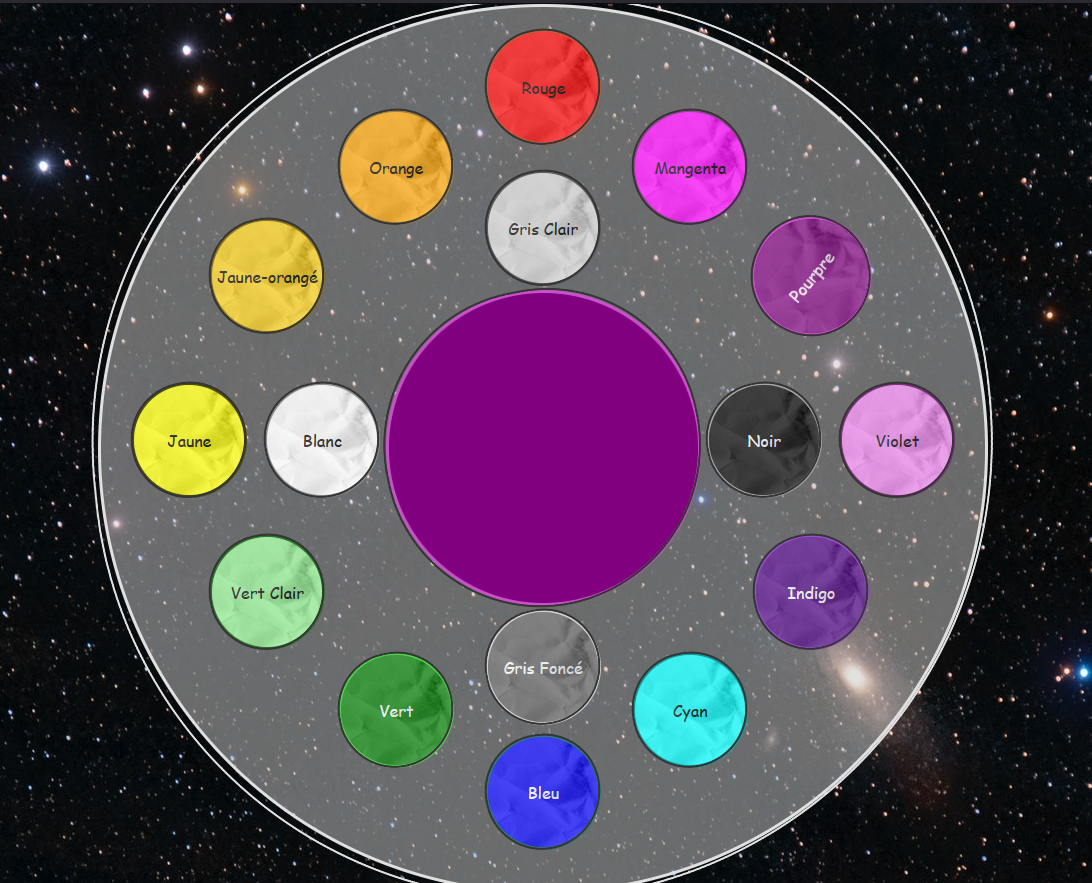 Rouge
Orange
Mangenta
Gris Clair
Jaune-orangé
Pourpre
Jaune
Blanc
Noir
Violet
Vert Clair
Indigo
Gris Foncé
Vert
Cyan
Bleu